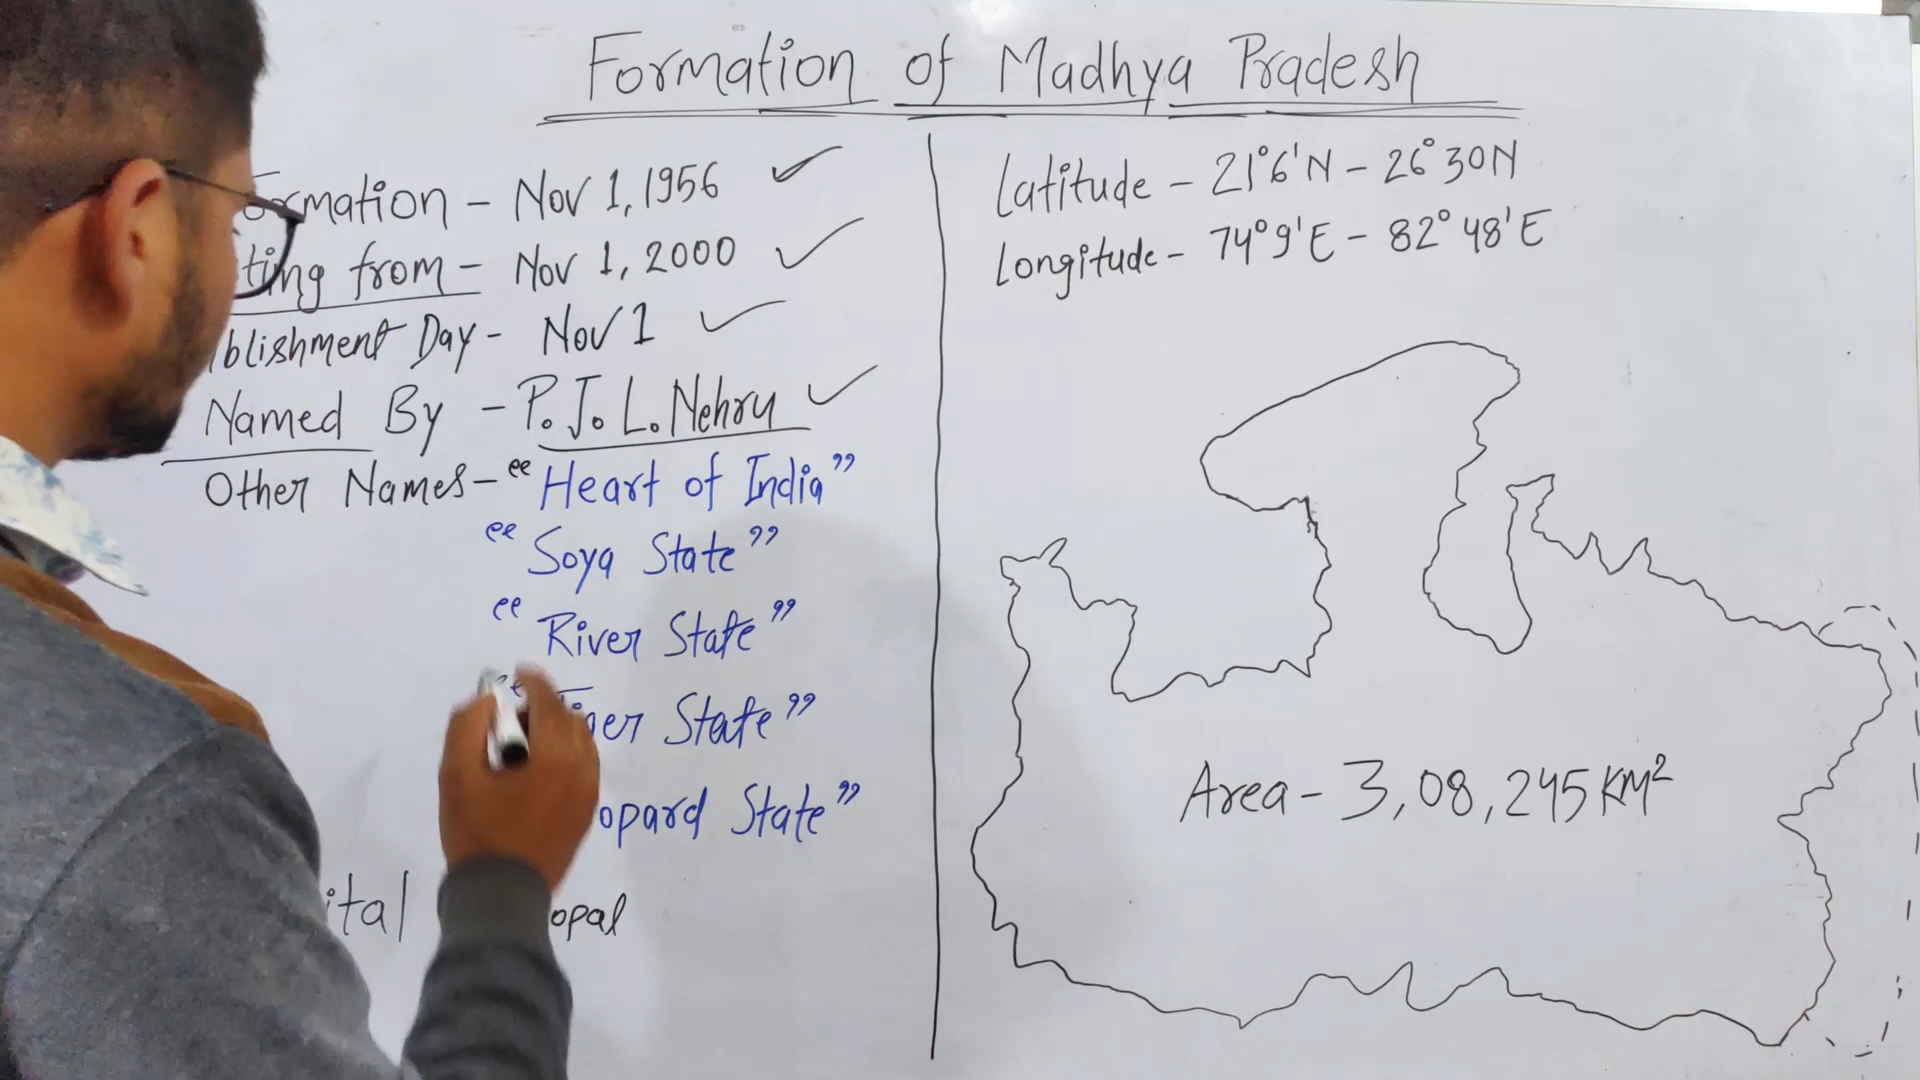 Formation of Madhya Pradesh
Formation - Nov 1, 1956
ting from - Nov 1, 2000
blishment Day - Nov 1
Named By - P. J. L. Nehru
Other Names - "Heart of India"
"Soya State"
"River State"
"Tiger State"
opard State"
ital opal
Latitude - 21°6'N - 26°30N
Longitude - 74°9'E - 82°48'E
Area - 3,08,245 KM²